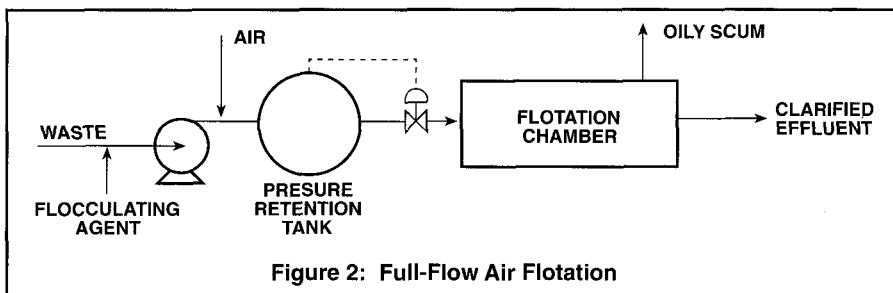 AIR
OILY SCUM
WASTE
FLOTATION
CHAMBER
CLARIFIED
EFFLUENT
FLOCCULATING
AGENT
PRESURE
RETENTION
TANK
Figure 2: Full-Flow Air Flotation